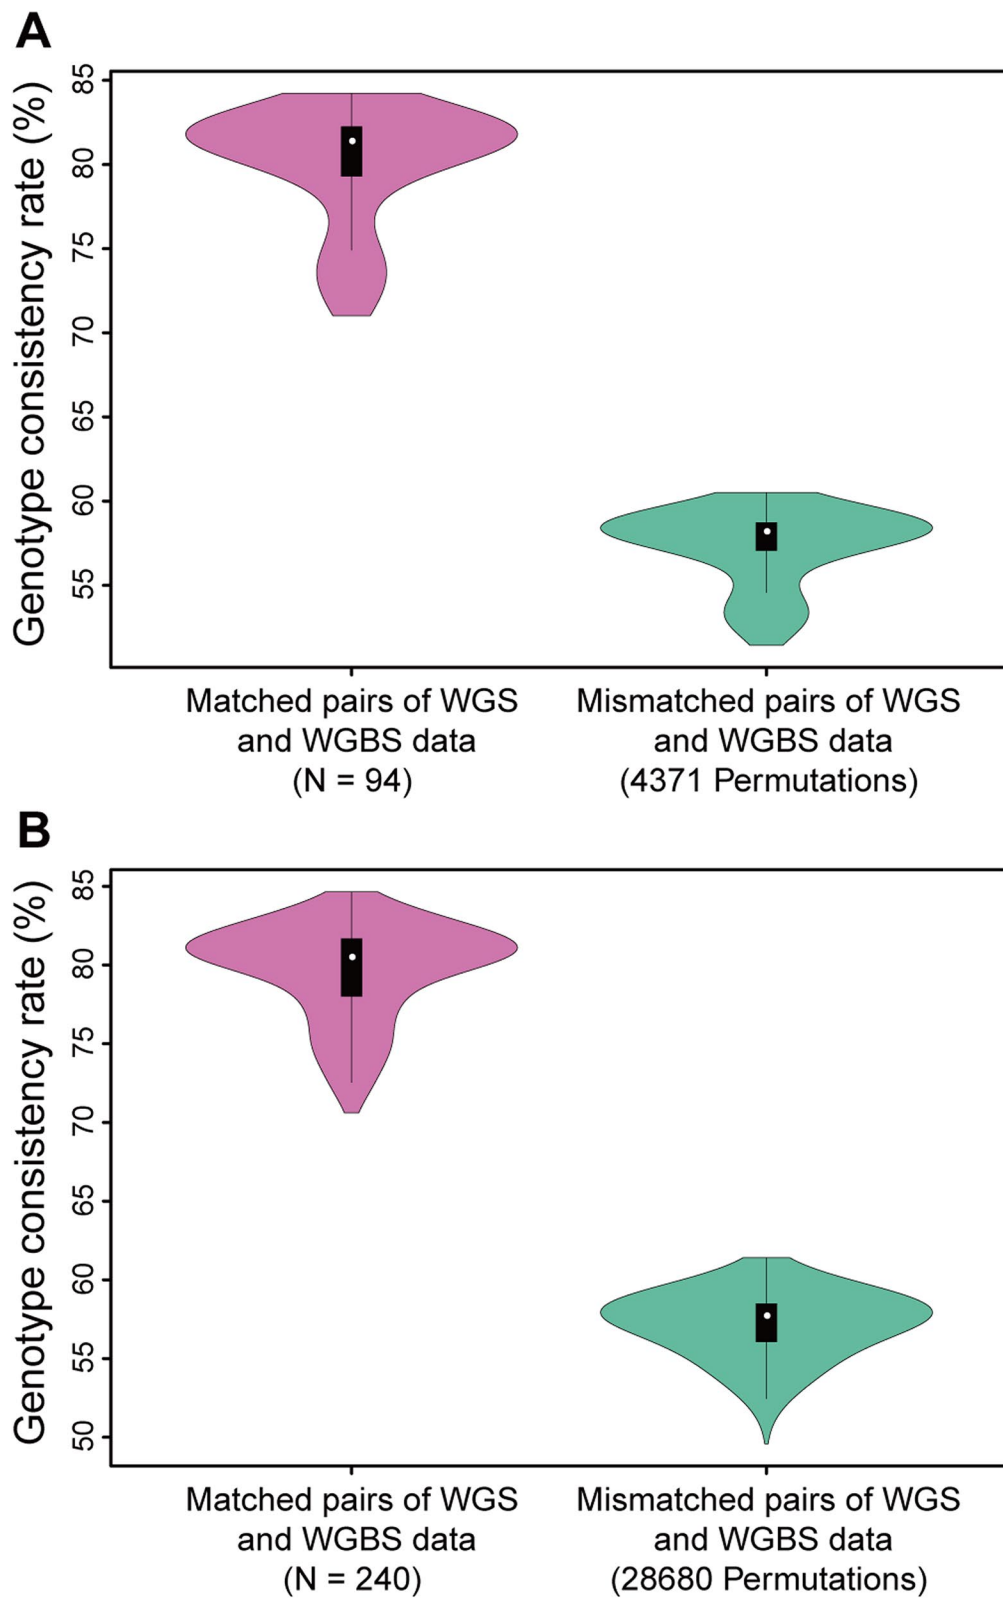 A
Genotype consistency rate (%)
85
80
75
70
65
60
55
Matched pairs of WGS
and WGBS data
(N = 94)
Mismatched pairs of WGS
and WGBS data
(4371 Permutations)
B
Genotype consistency rate (%)
85
80
75
70
65
60
55
50
Matched pairs of WGS
and WGBS data
(N = 240)
Mismatched pairs of WGS
and WGBS data
(28680 Permutations)